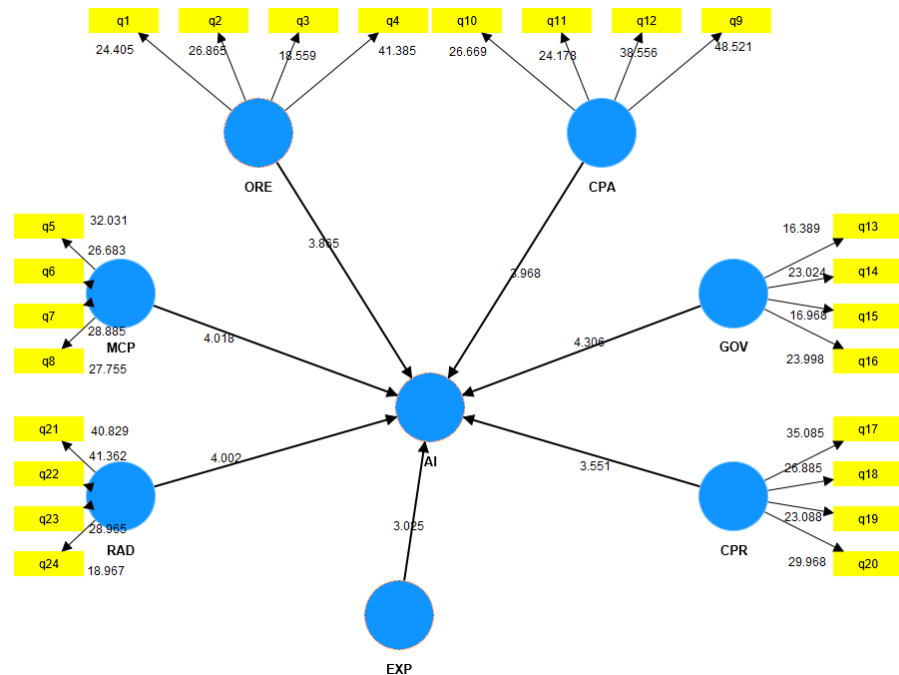 q1
q2
q3
q4
q10
q11
q12
q9
24.405
26.865
18.559
41.385
26.669
24.178
38.556
48.521
ORE
CPA
q5
32.031
26.683
q6
q7
28.885
MCP
q8
27.755
16.389
q13
23.024
q14
16.968
q15
GOV
23.998
q16
3.865
3.968
4.018
4.306
q21
40.829
41.362
q22
q23
28.965
RAD
q24
18.967
35.085
q17
26.885
q18
23.088
q19
CPR
29.968
q20
4.002
AI
3.551
3.025
EXP